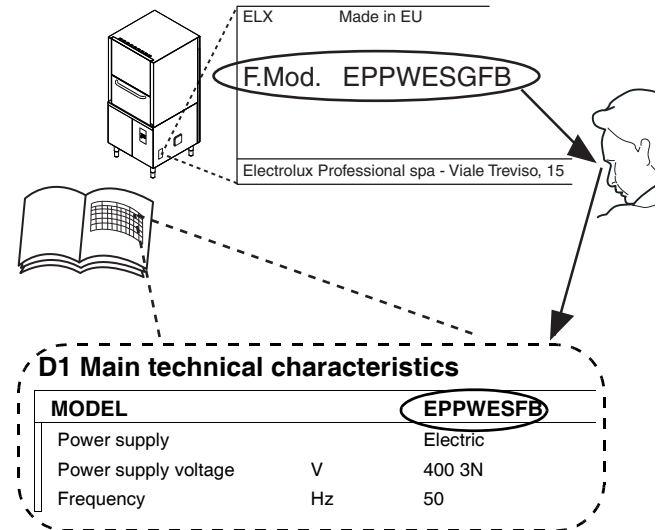 ELX Made in EU
F.Mod. EPPWESGFB
Electrolux Professional spa - Viale Treviso, 15
D1 Main technical characteristics
MODEL EPPWESFB
Power supply Electric
Power supply voltage V 400 3N
Frequency Hz 50